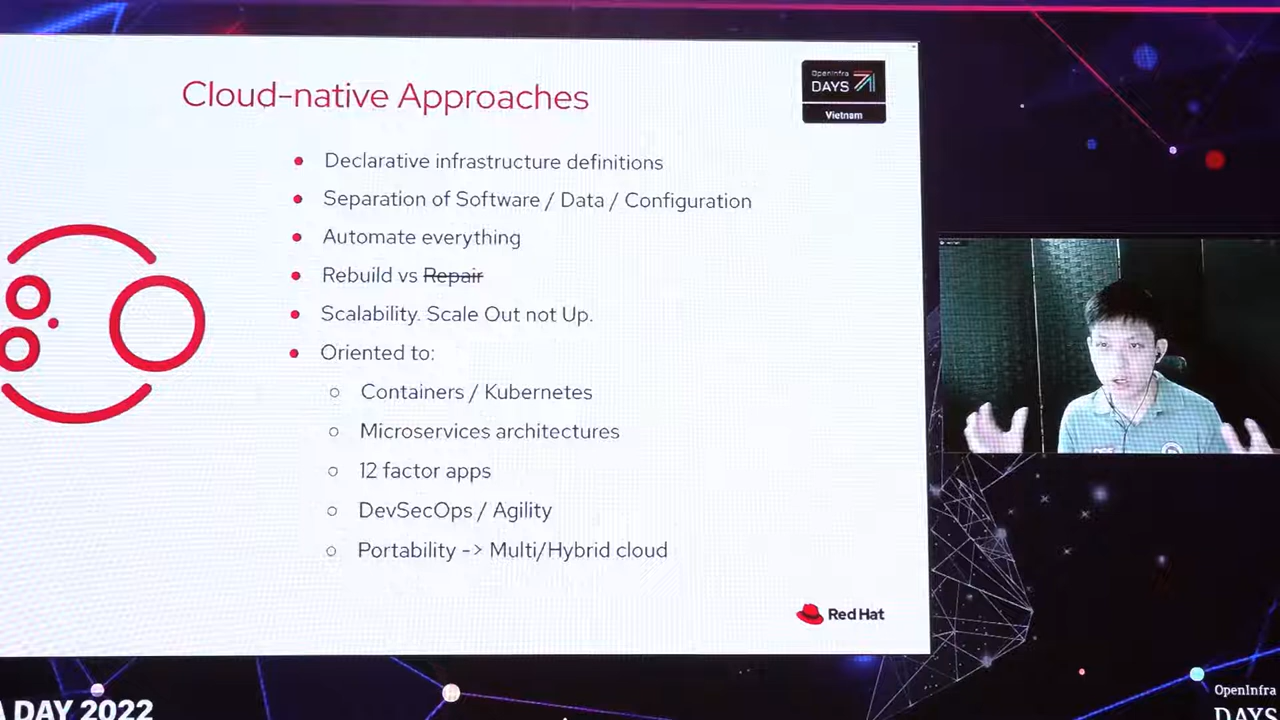 Cloud-native Approaches
OpenInfra
DAYS
Vietnam
Declarative infrastructure definitions
Separation of Software / Data / Configuration
Automate everything
Rebuild vs Repair
Scalability. Scale Out not Up.
Oriented to:
Containers / Kubernetes
Microservices architectures
12 factor apps
DevSecOps / Agility
Portability -> Multi/Hybrid cloud
Red Hat
A DAY 2022
OpenInfra
DAYS